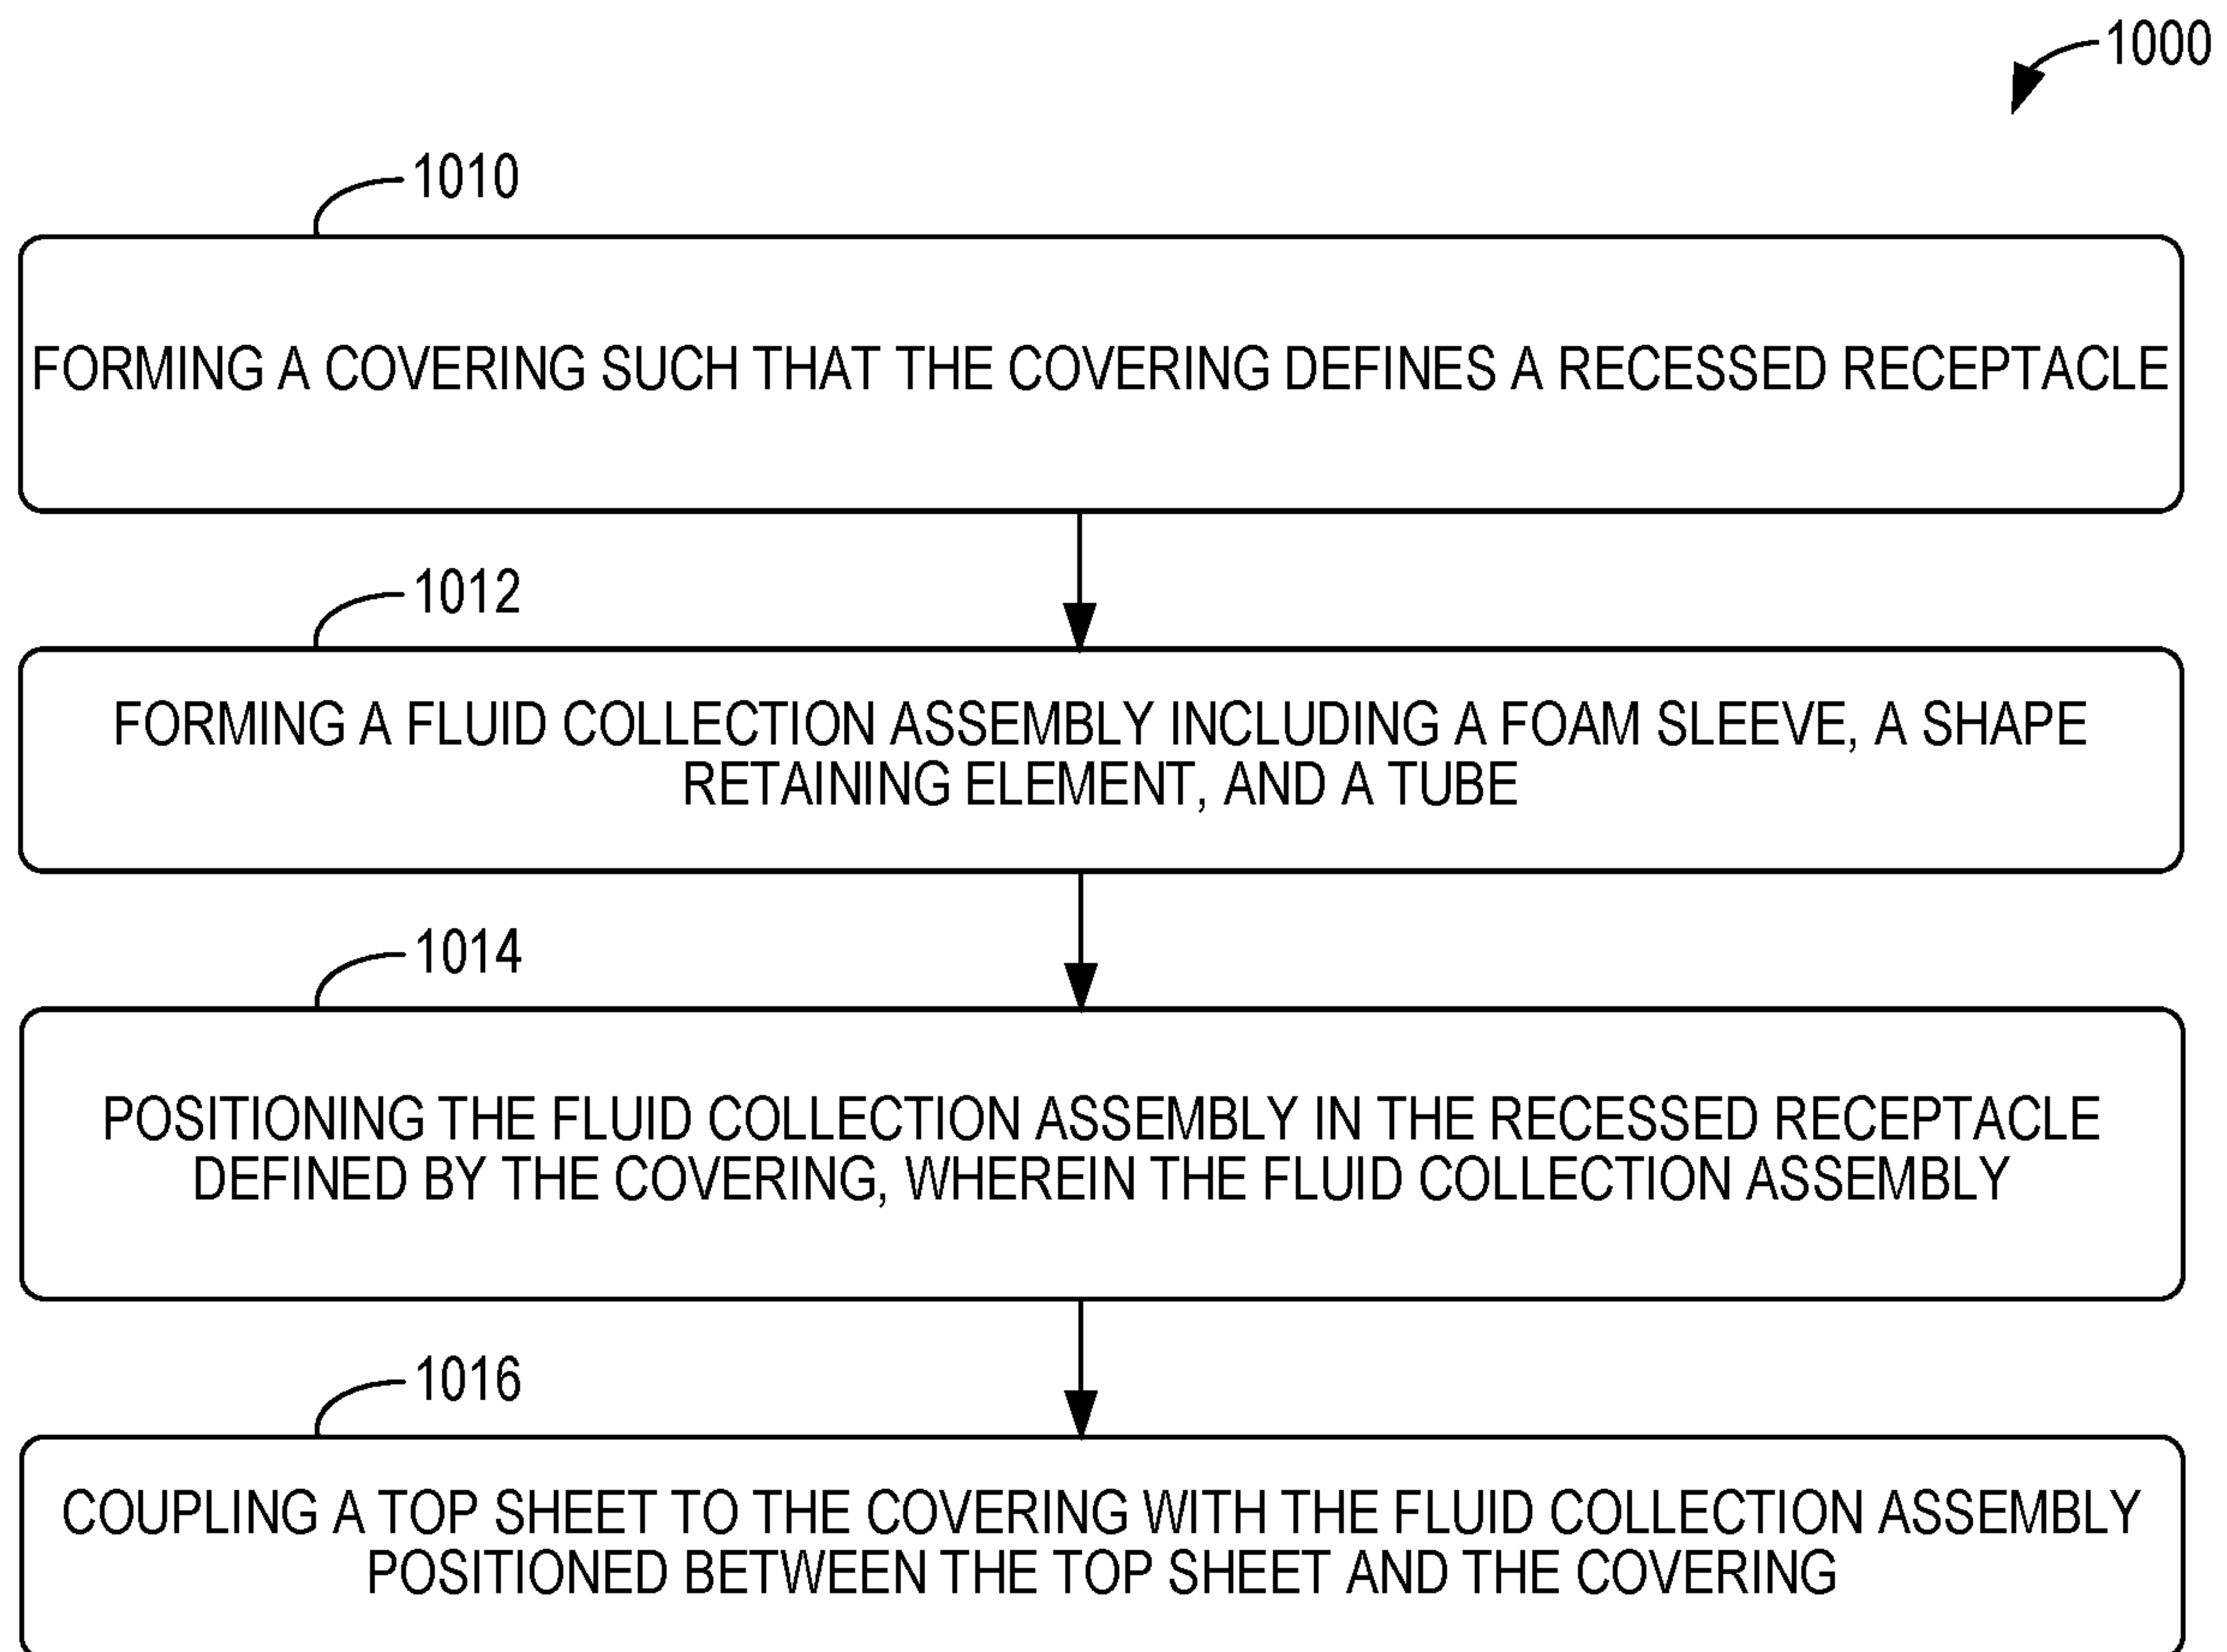 1000
1010
FORMING A COVERING SUCH THAT THE COVERING DEFINES A RECESSED RECEPTACLE
1012
FORMING A FLUID COLLECTION ASSEMBLY INCLUDING A FOAM SLEEVE, A SHAPE
RETAINING ELEMENT, AND A TUBE
1014
POSITIONING THE FLUID COLLECTION ASSEMBLY IN THE RECESSED RECEPTACLE
DEFINED BY THE COVERING, WHEREIN THE FLUID COLLECTION ASSEMBLY
1016
COUPLING A TOP SHEET TO THE COVERING WITH THE FLUID COLLECTION ASSEMBLY
POSITIONED BETWEEN THE TOP SHEET AND THE COVERING